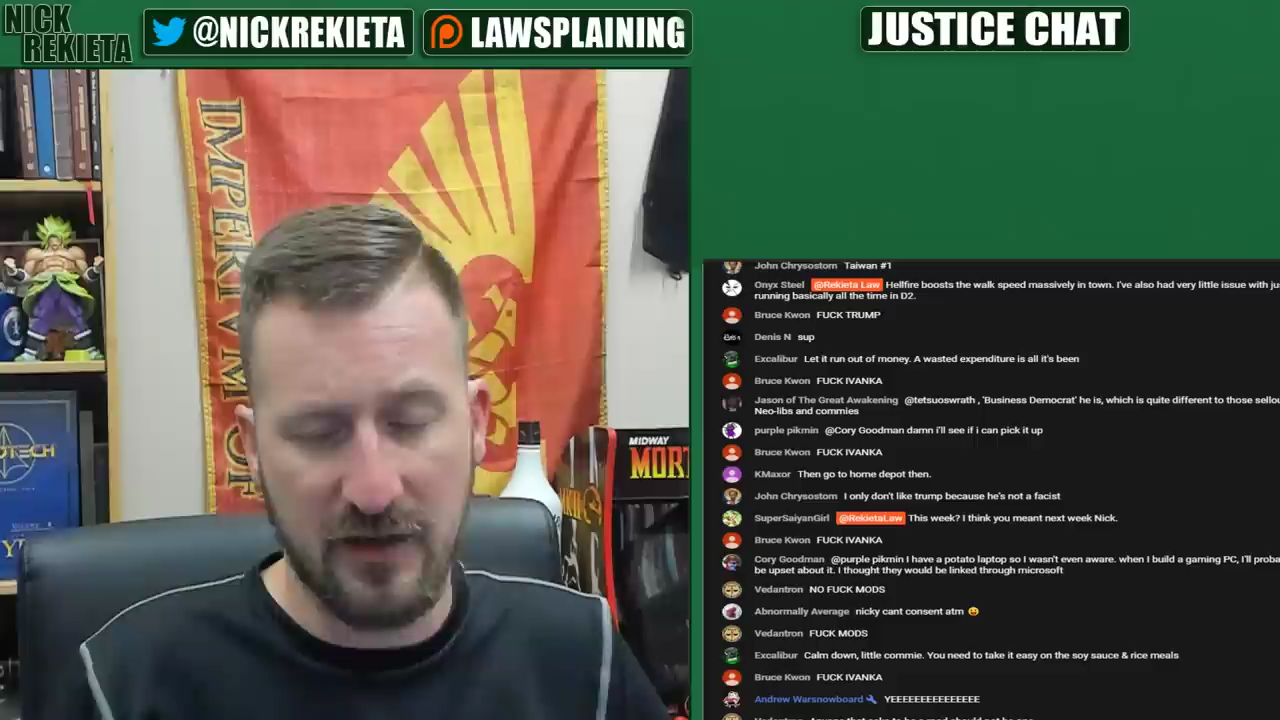 NICK
REKIETA
@NICKREKIETA
LAWSPLAINING
JUSTICE CHAT
IMPERIVM OF
MIDWAY
MORT
John Chrysostom Taiwan #1
Onyx Steel @Rekieta Law Hellfire boosts the walk speed massively in town. I've also had very little issue with ju
running basically all the time in D2.
Bruce Kwon FUCK TRUMP
Denis N sup
Excalibur Let it run out of money. A wasted expenditure is all it's been
Bruce Kwon FUCK IVANKA
Jason of The Great Awakening @tetsuoswrath , 'Business Democrat' he is, which is quite different to those sellou
Neo-libs and commies
purple pikmin @Cory Goodman damn i'll see if i can pick it up
Bruce Kwon FUCK IVANKA
KMaxor Then go to home depot then.
John Chrysostom I only don't like trump because he's not a facist
SuperSaiyanGirl @RekietaLaw This week? I think you meant next week Nick.
Bruce Kwon FUCK IVANKA
Cory Goodman @purple pikmin I have a potato laptop so I wasn't even aware. when I build a gaming PC, I'll proba
be upset about it. I thought they would be linked through microsoft
Vedantron NO FUCK MODS
Abnormally Average nicky cant consent atm
Vedantron FUCK MODS
Excalibur Calm down, little commie. You need to take it easy on the soy sauce & rice meals
Bruce Kwon FUCK IVANKA
Andrew Warsnowboard YEEEEEEEEEEEEEEE